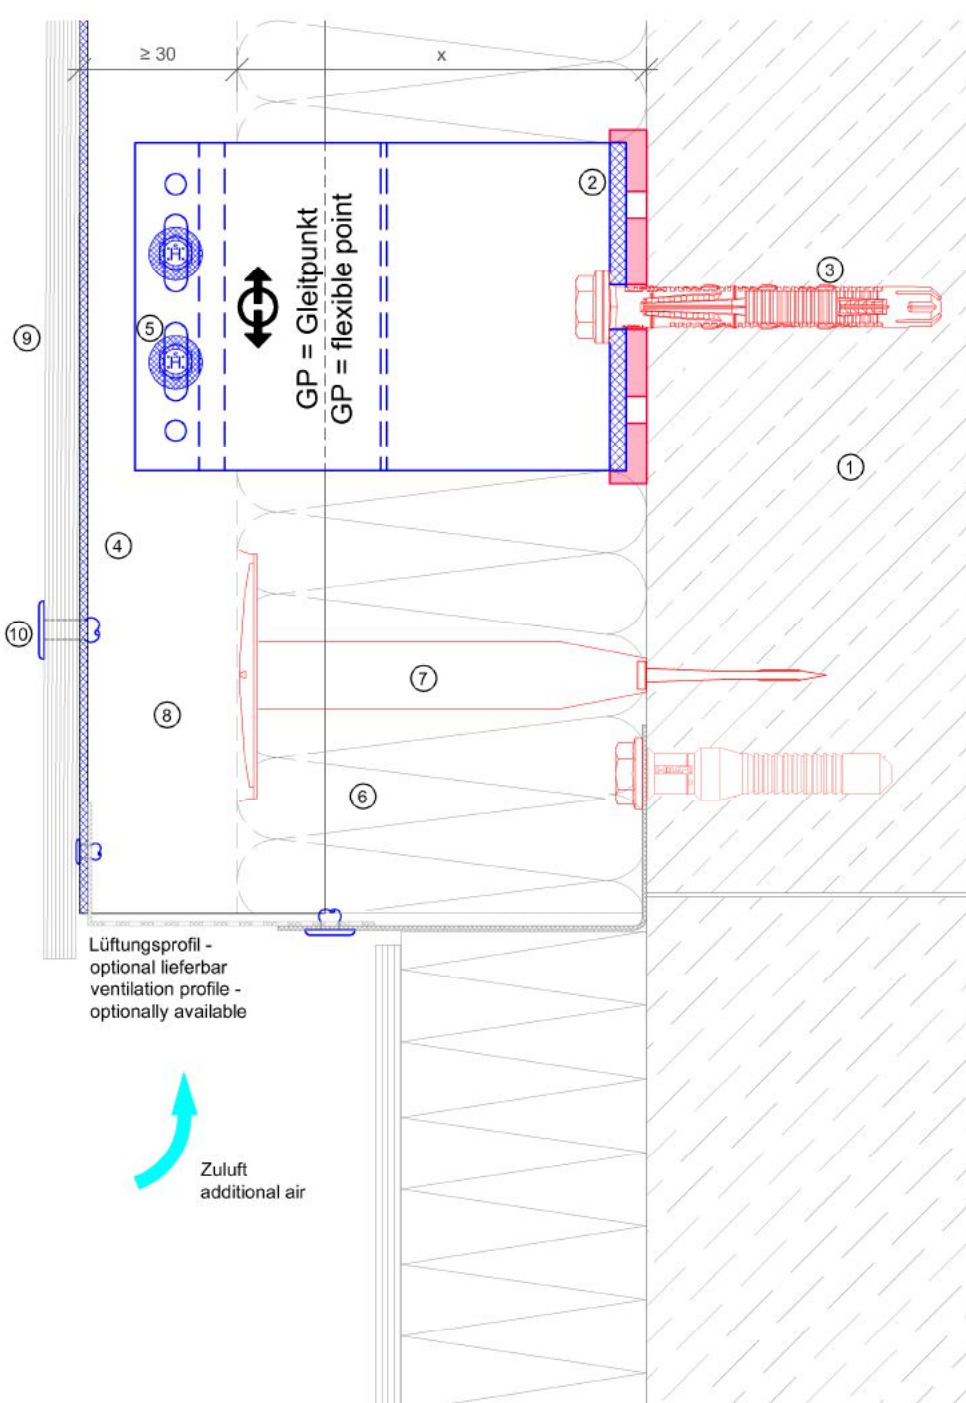 ≥ 30
x
2
3
GP = Gleitpunkt
GP = flexible point
5
9
1
4
10
7
8
6
Lüftungsprofil -
optional lieferbar
ventilation profile -
optionally available
Zuluft
additional air
H
H